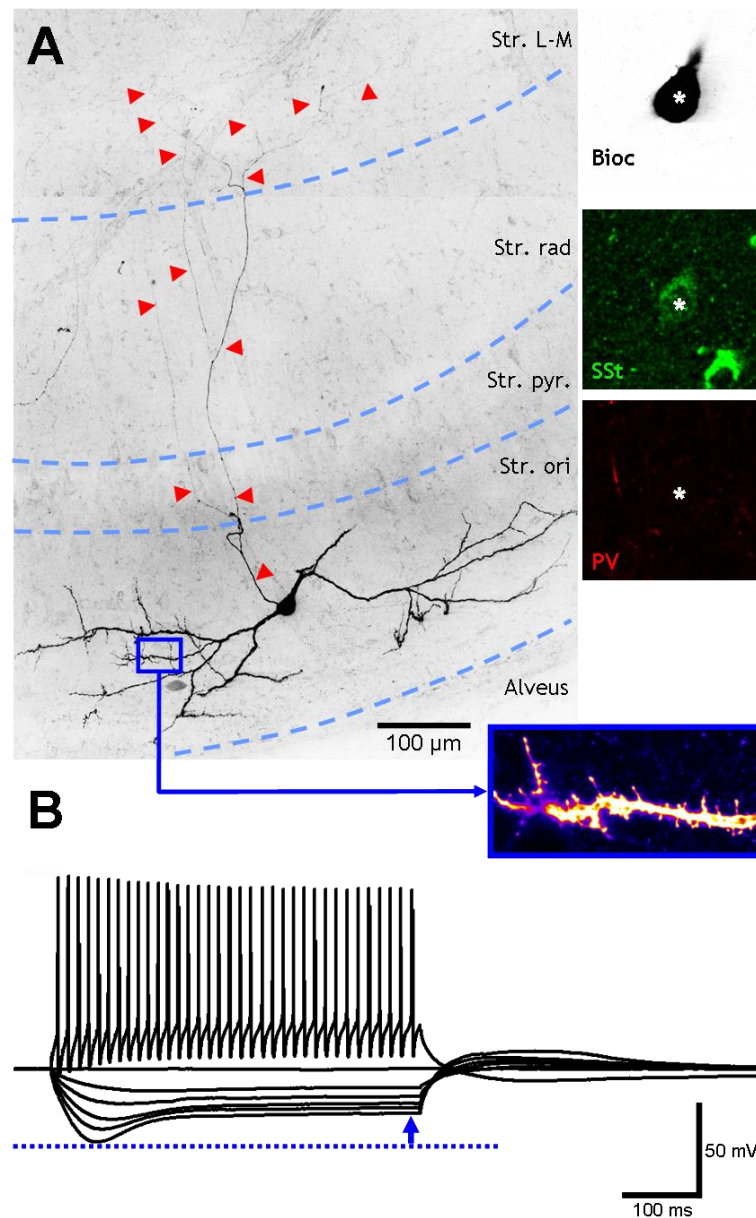 A
Str. L-M
Str. rad
Str. pyr.
Str. ori
Alveus
100 µm
Bioc
*
SSt
*
PV
*
B
50 mV
100 ms